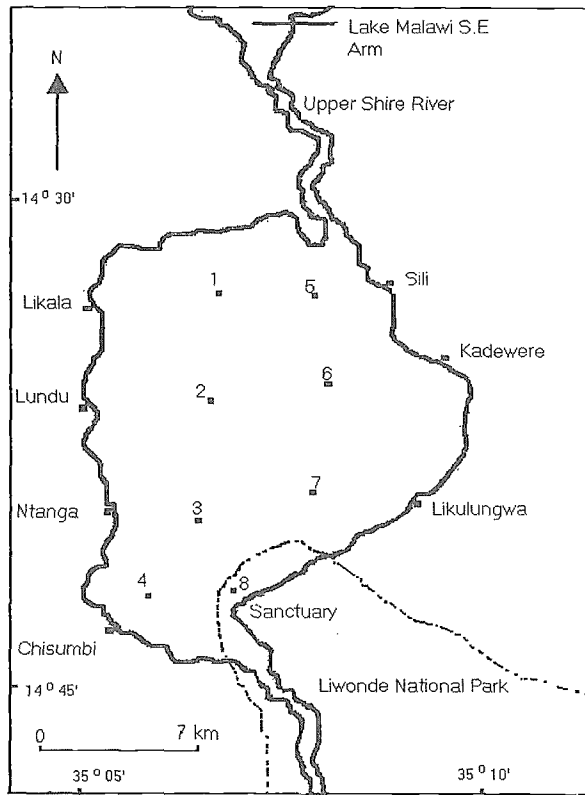 Lake Malawi S.E
Arm
N
Upper Shire River
14 o 30'
Sili
1
5
Likala
Kadewere
6
Lundu
2
7
Ntanga
3
Likulungwa
4
8
Sanctuary
Chisumbi
Liwonde National Park
14 o 45'
0
7 km
35 o 05'
35 o 10'